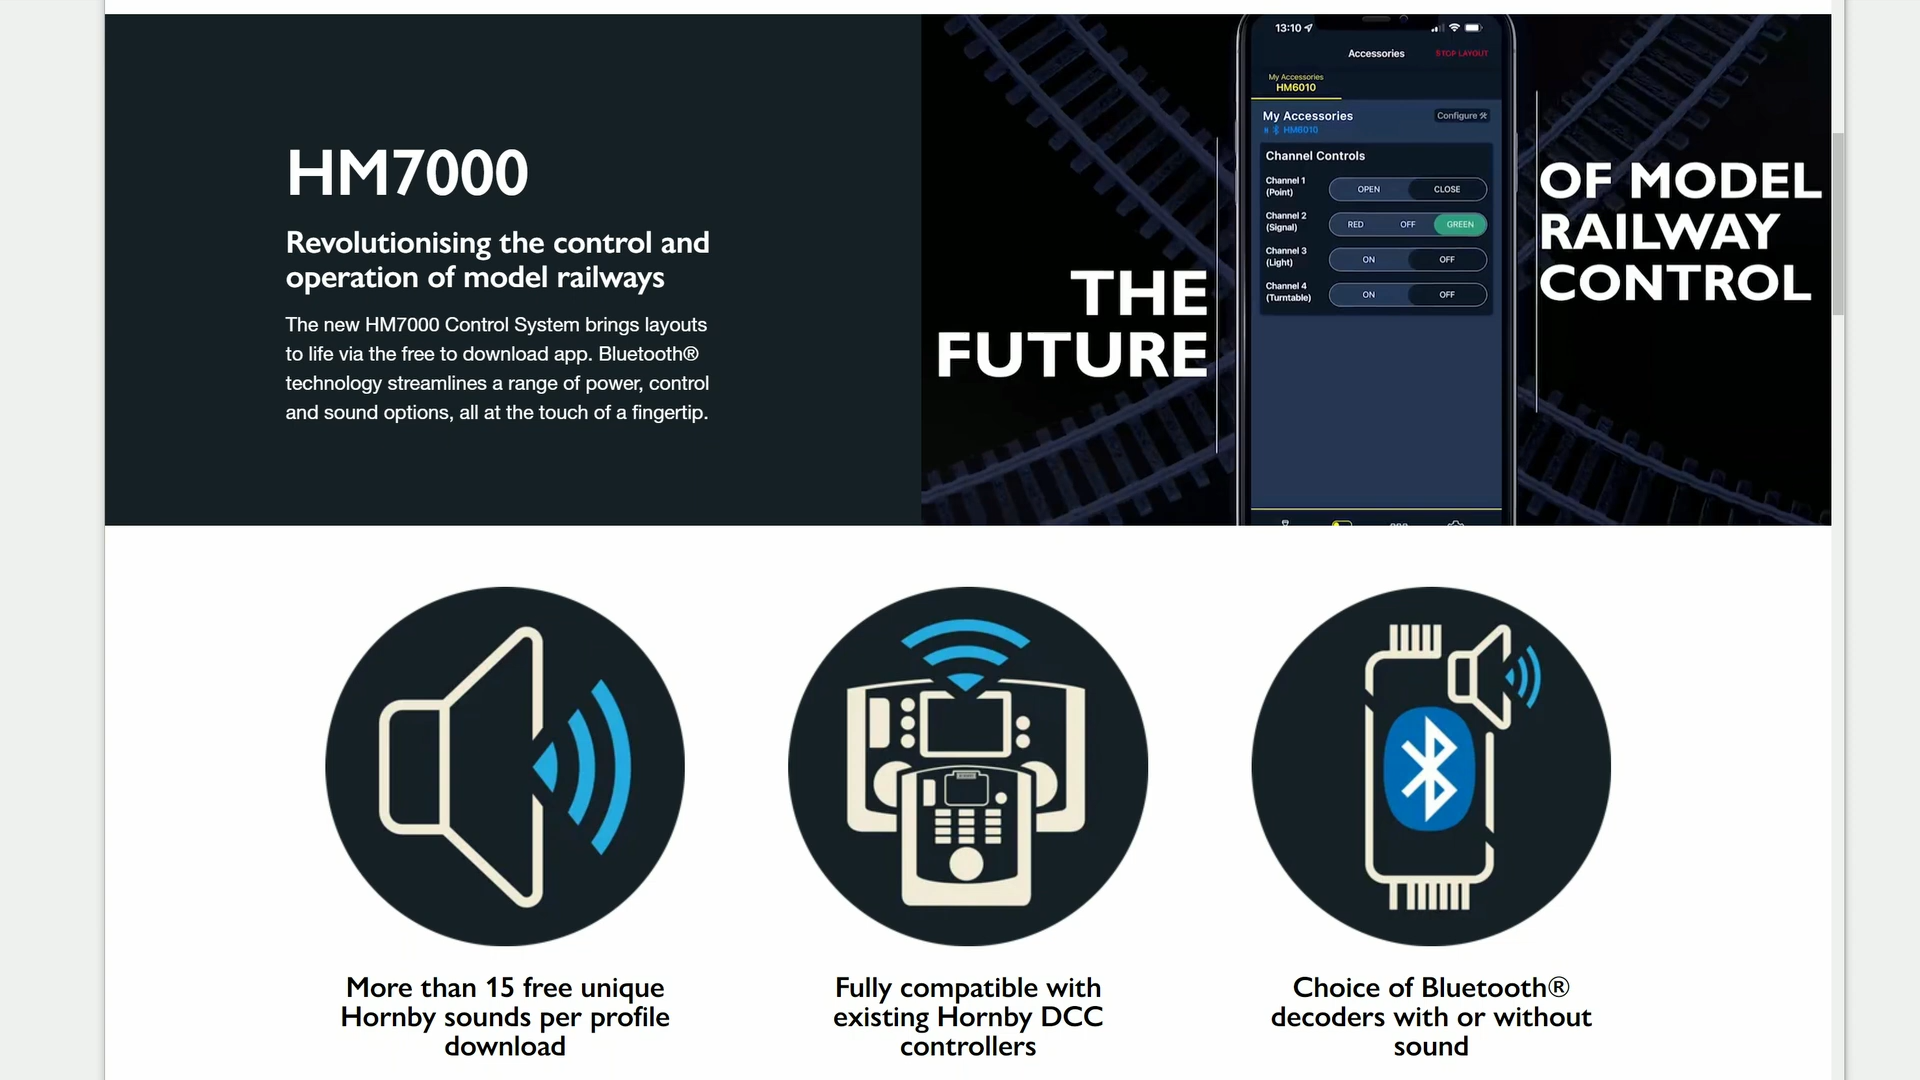 HM7000
Revolutionising the control and
operation of model railways
The new HM7000 Control System brings layouts
to life via the free to download app. Bluetooth®
technology streamlines a range of power, control
and sound options, all at the touch of a fingertip.
THE
FUTURE
13:10
Accessories
STOP LAYOUT
My Accessories
HM6010
My Accessories
Configure
HM6010
Channel Controls
Channel 1
(Point)
OPEN CLOSE
Channel 2
(Signal)
RED OFF GREEN
Channel 3
(Light)
ON OFF
Channel 4
(Turntable)
ON OFF
OF MODEL
RAILWAY
CONTROL
More than 15 free unique
Hornby sounds per profile
download
Fully compatible with
existing Hornby DCC
controllers
Choice of Bluetooth®
decoders with or without
sound